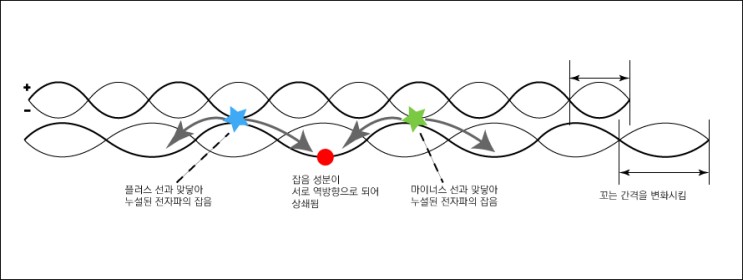 +
-
플러스 선과 맞닿아
누설된 전자파의 잡음
잡음 성분이
서로 역방향으로 되어
상쇄됨
마이너스 선과 맞닿아
누설된 전자파의 잡음
꼬는 간격을 변화시킴